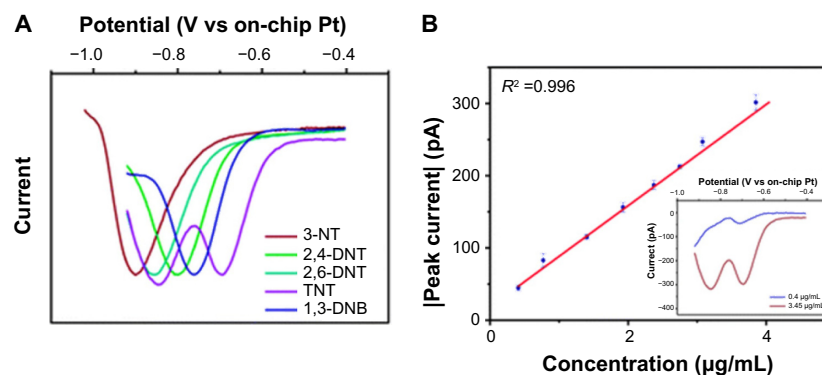 A
Potential (V vs on-chip Pt)
−1.0 −0.8 −0.6 −0.4
Current
3-NT
2,4-DNT
2,6-DNT
TNT
1,3-DNB
B
R² =0.996
|Peak current| (pA)
300
200
100
0
0 2 4
Concentration (µg/mL)
Potential (V vs on-chip Pt)
−1.0 −0.8 −0.6 −0.4
Currect (pA)
0
−100
−200
−300
−400
0.4 µg/mL
3.45 µg/mL